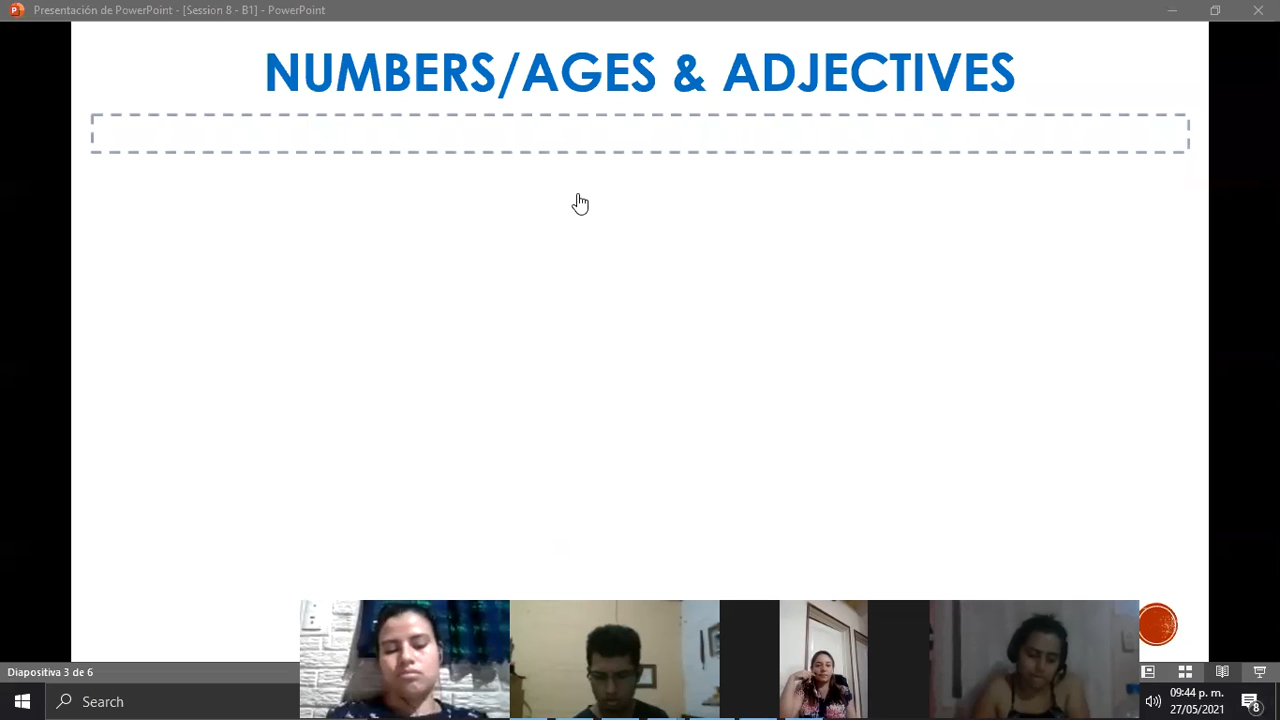 Presentación de PowerPoint - [Session 8 - B1] - PowerPoint
NUMBERS/AGES & ADJECTIVES
Diapositiva 3 de 6
Search
09:44 p. m.
27/05/2021
8